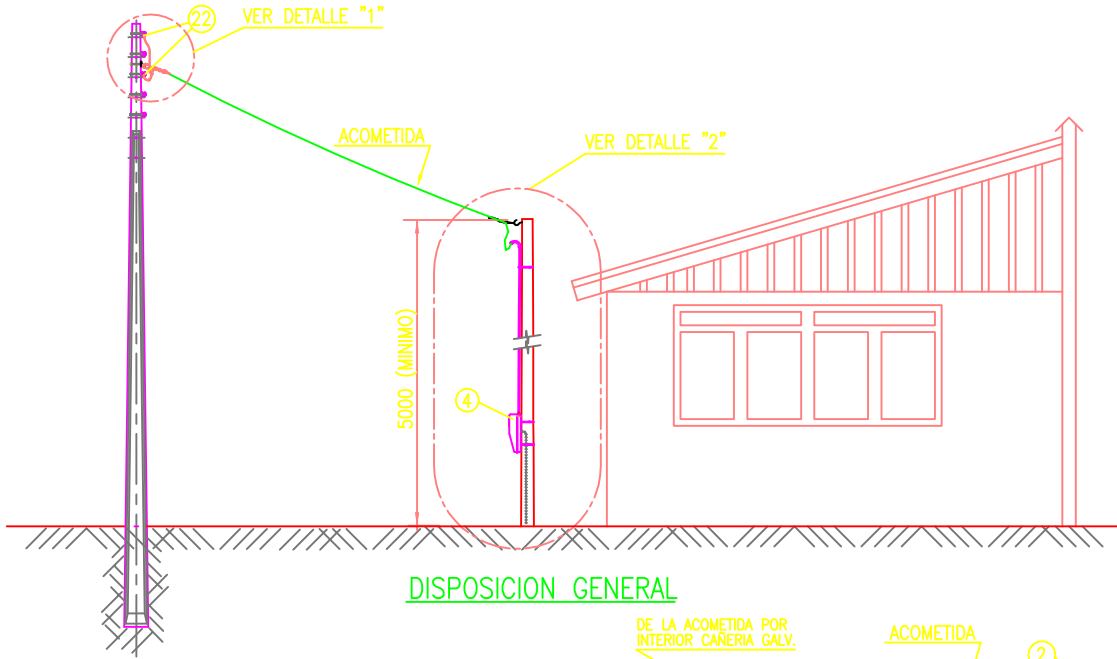 22
VER DETALLE "1"
ACOMETIDA
VER DETALLE "2"
5000 (MINIMO)
4
DISPOSICION GENERAL
DE LA ACOMETIDA POR
INTERIOR CAÑERIA GALV.
ACOMETIDA
2